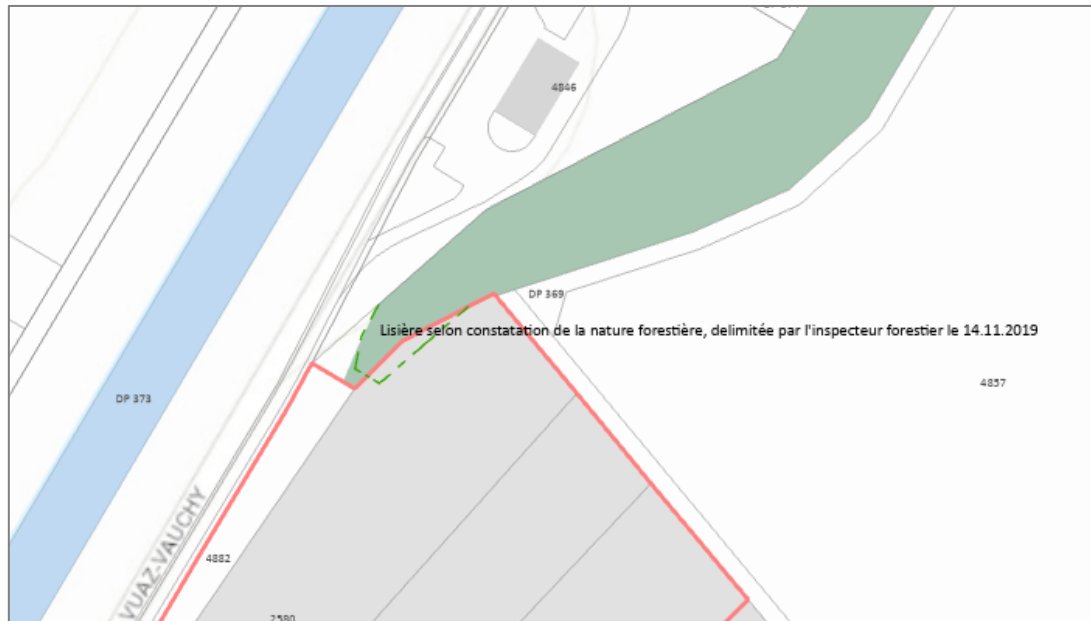 4846
DP 369
Lisière selon constatation de la nature forestière, delimitée par l'inspecteur forestier le 14.11.2019
4857
DP 373
VUAZ-VAUCHY
4882
2580